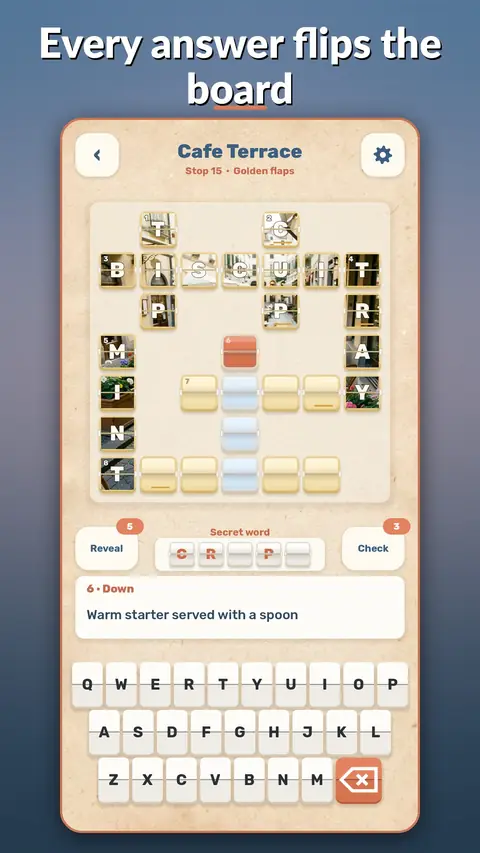 Every answer flips the
board
Cafe Terrace
Stop 15 · Golden flaps
1 T 2 C
3 B I S C U I 4 T
P P R
5 M 6 A
I 7 Y
N
8 T
5
3
Reveal
Secret word
Check
C R P
6 · Down
Warm starter served with a spoon
Q W E R T Y U I O P
A S D F G H J K L
Z X C V B N M